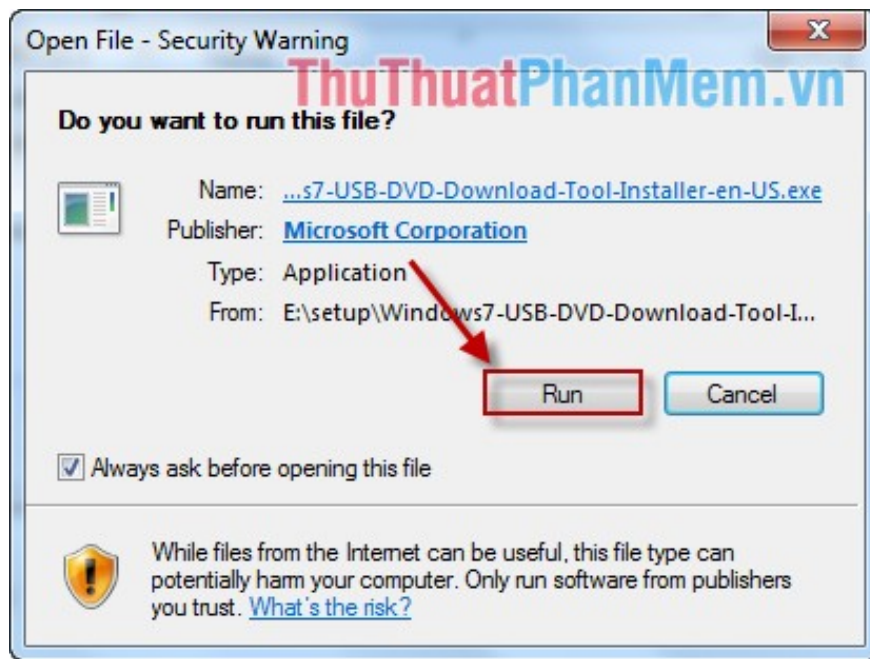 Open File - Security Warning
ThuThuatPhanMem.vn
Do you want to run this file?
Name: ...s7-USB-DVD-Download-Tool-Installer-en-US.exe
Publisher: Microsoft Corporation
Type: Application
From: E:\setup\Windows7-USB-DVD-Download-Tool-I...
Run Cancel
Always ask before opening this file
While files from the Internet can be useful, this file type can
potentially harm your computer. Only run software from publishers
you trust. What's the risk?